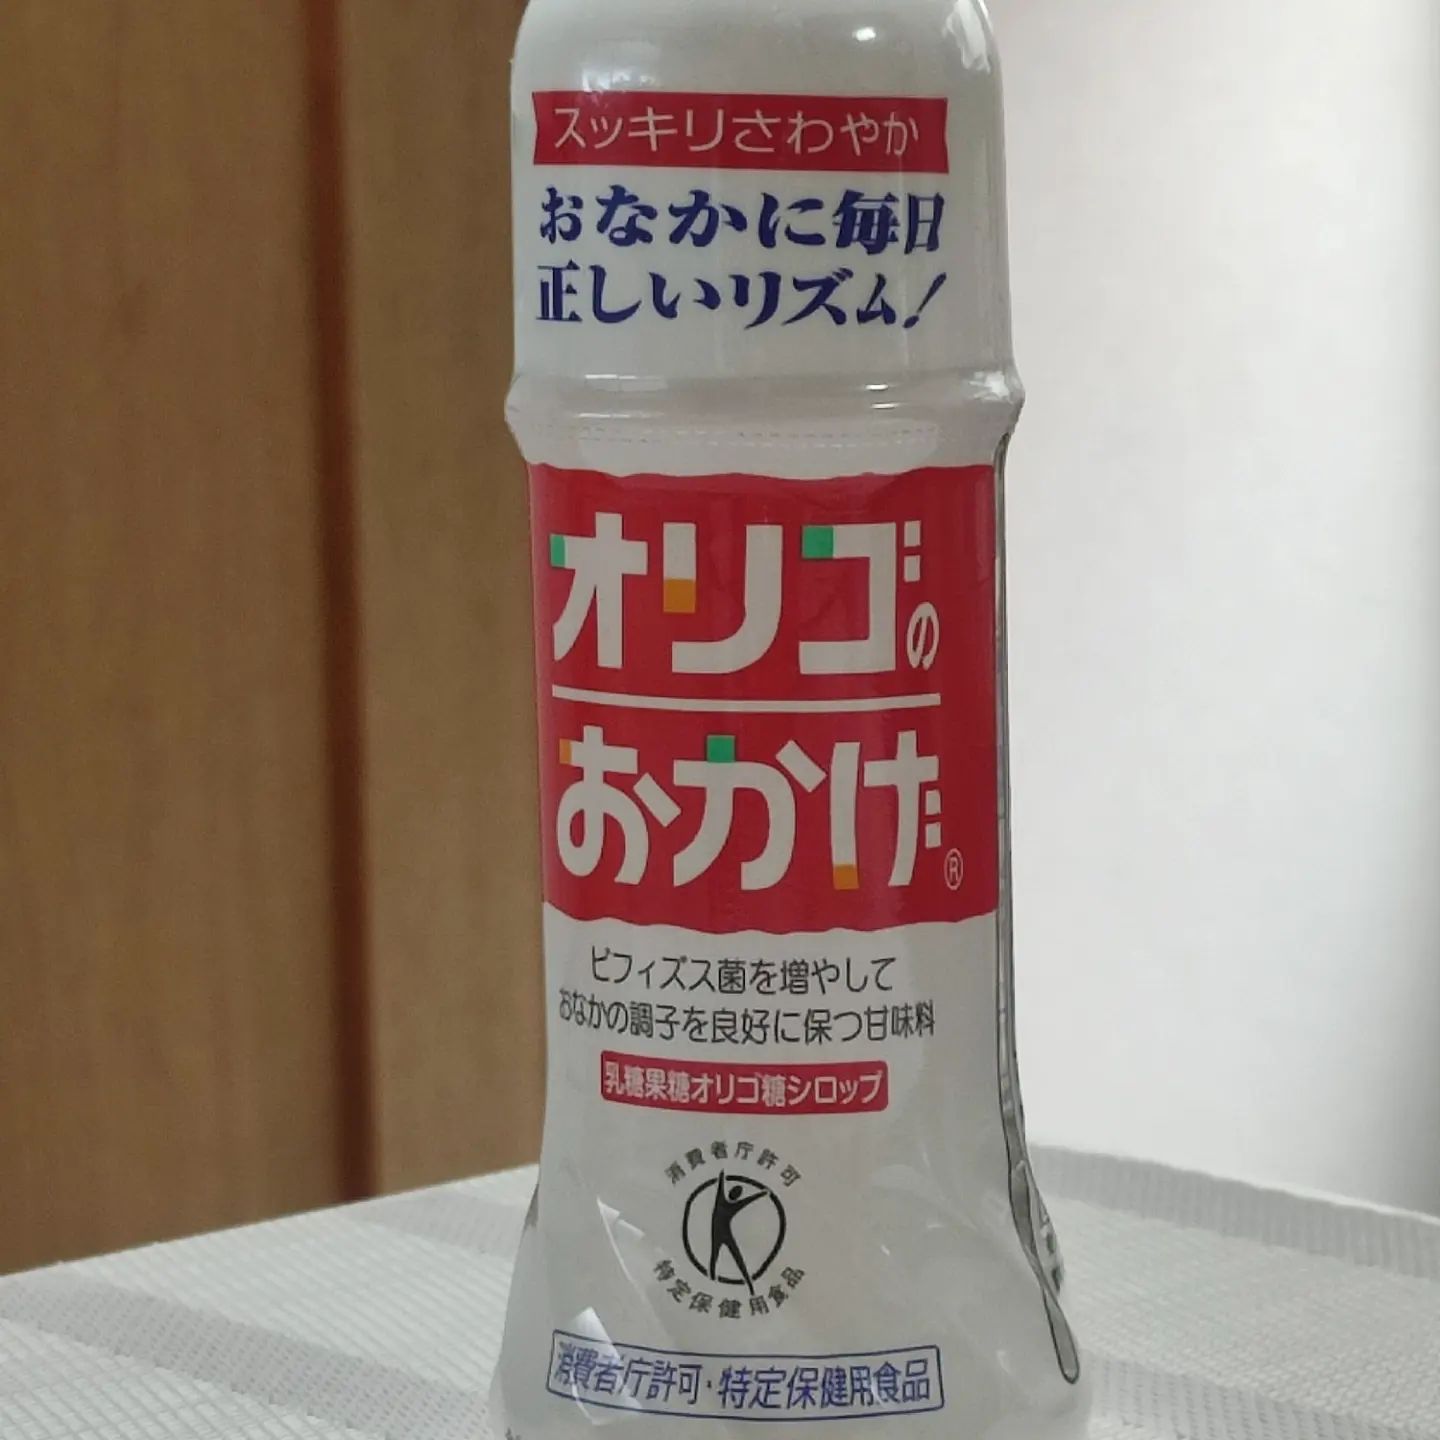 スッキリさわやか
おなかに毎日
正しいリズム!
オリゴの
おかげ®
ビフィズス菌を増やして
おなかの調子を良好に保つ甘味料
乳糖果糖オリゴ糖シロップ
消費者庁許可
特定保健用食品
消費者庁許可・特定保健用食品